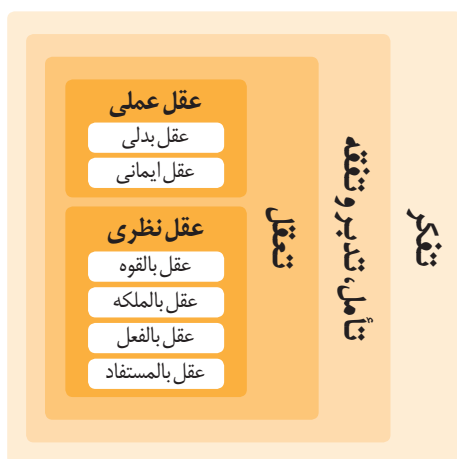 تفکر
تأمل، تدبر و تفقه
تعقل
عقل عملی
عقل بدلی
عقل ایمانی
عقل نظری
عقل بالقوه
عقل بالملکه
عقل بالفعل
عقل بالمستفاد